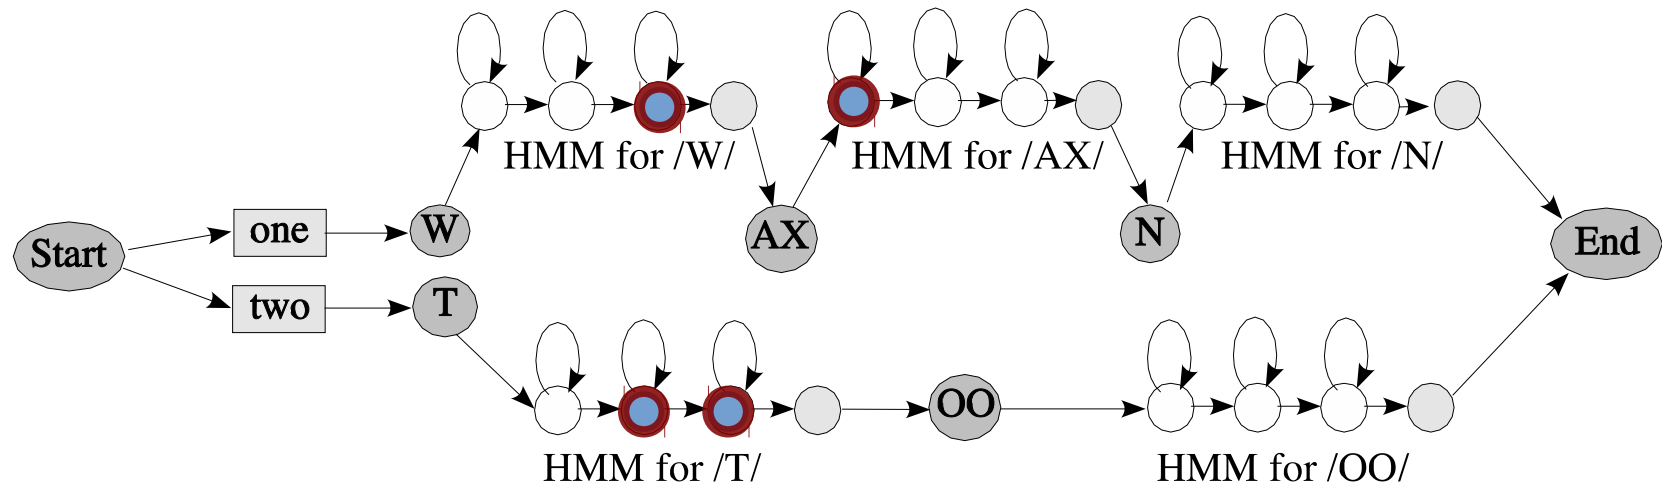 HMM for /W/
HMM for /AX/
HMM for /N/
Start
one
W
AX
N
End
two
T
OO
HMM for /T/
HMM for /OO/